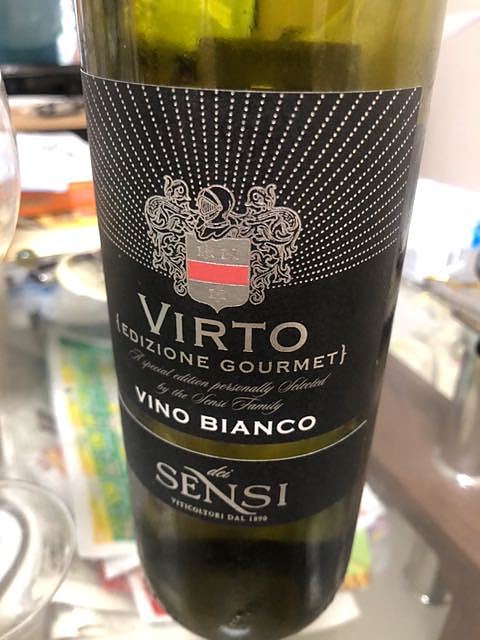 VIRTO
{EDIZIONE GOURMET}
A special edition personally Selected
by the Sensi Family
VINO BIANCO
dei
SENSI
VITICOLTORI DAL 1890